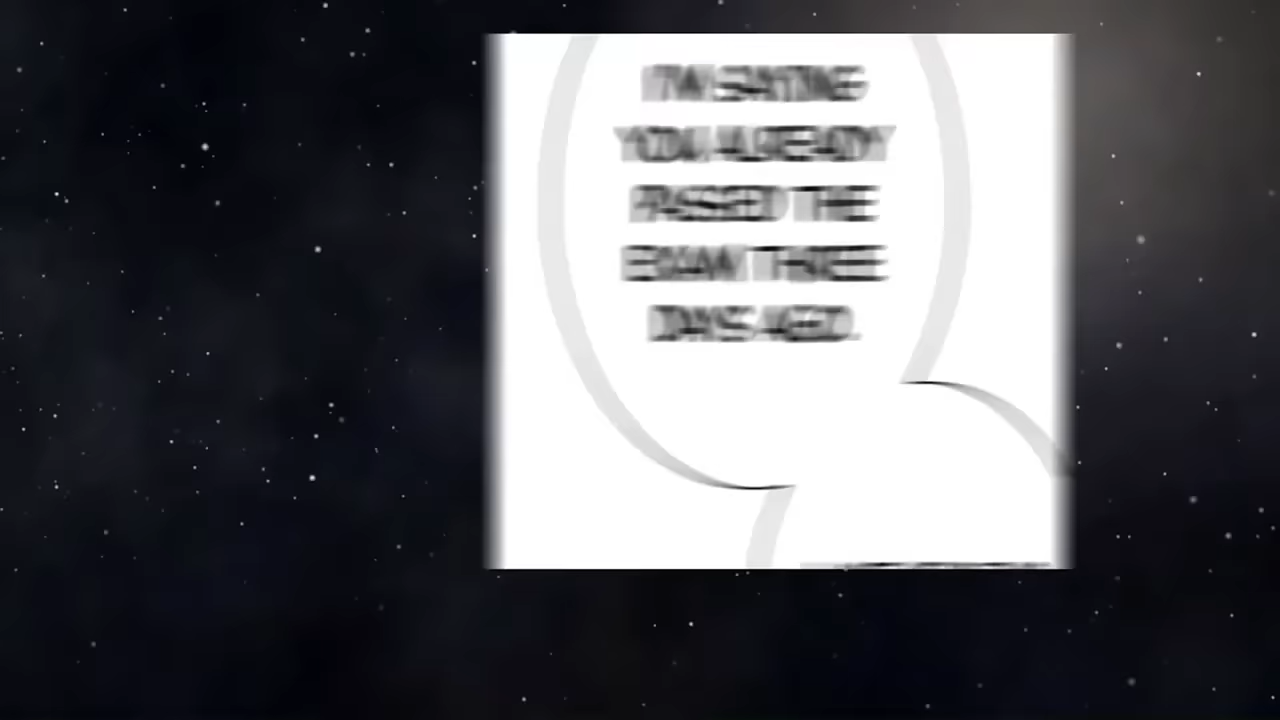 I'M SAYING
YOU ALREADY
PASSED THE
EXAM THREE
DAYS AGO.